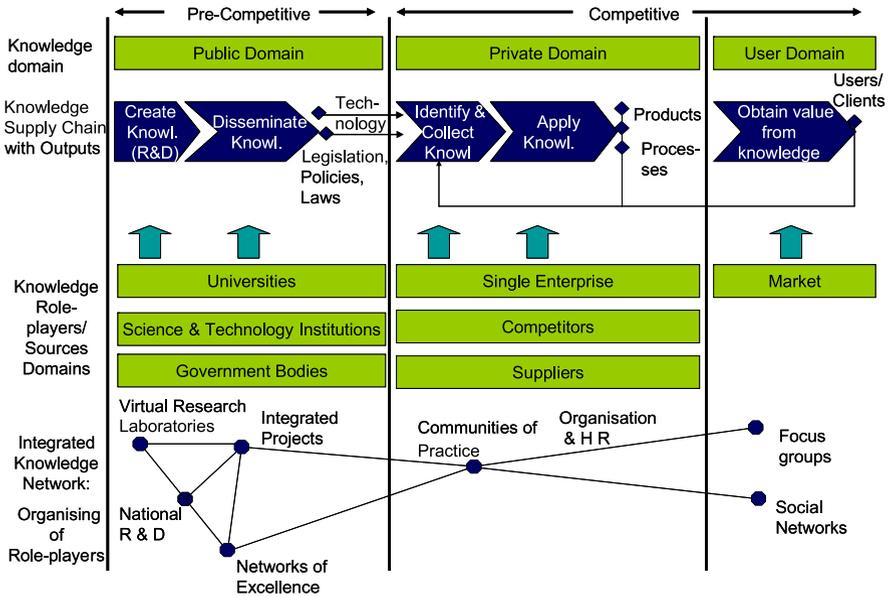 Pre-Competitive
Competitive
Knowledge
domain
Public Domain
Private Domain
User Domain
Knowledge
Supply Chain
with Outputs
Create
Knowl.
(R&D)
Disseminate
Knowl.
Tech-
nology
Legislation,
Policies,
Laws
Identify &
Collect
Knowl
Apply
Knowl.
Products
Proces-
ses
Obtain value
from
knowledge
Users/
Clients
Knowledge
Role-
players/
Sources
Domains
Universities
Science & Technology Institutions
Government Bodies
Single Enterprise
Competitors
Suppliers
Market
Integrated
Knowledge
Network:
Organising
of
Role-players
Virtual Research
Laboratories
Integrated
Projects
National
R & D
Networks of
Excellence
Communities of
Practice
Organisation
& H R
Focus
groups
Social
Networks